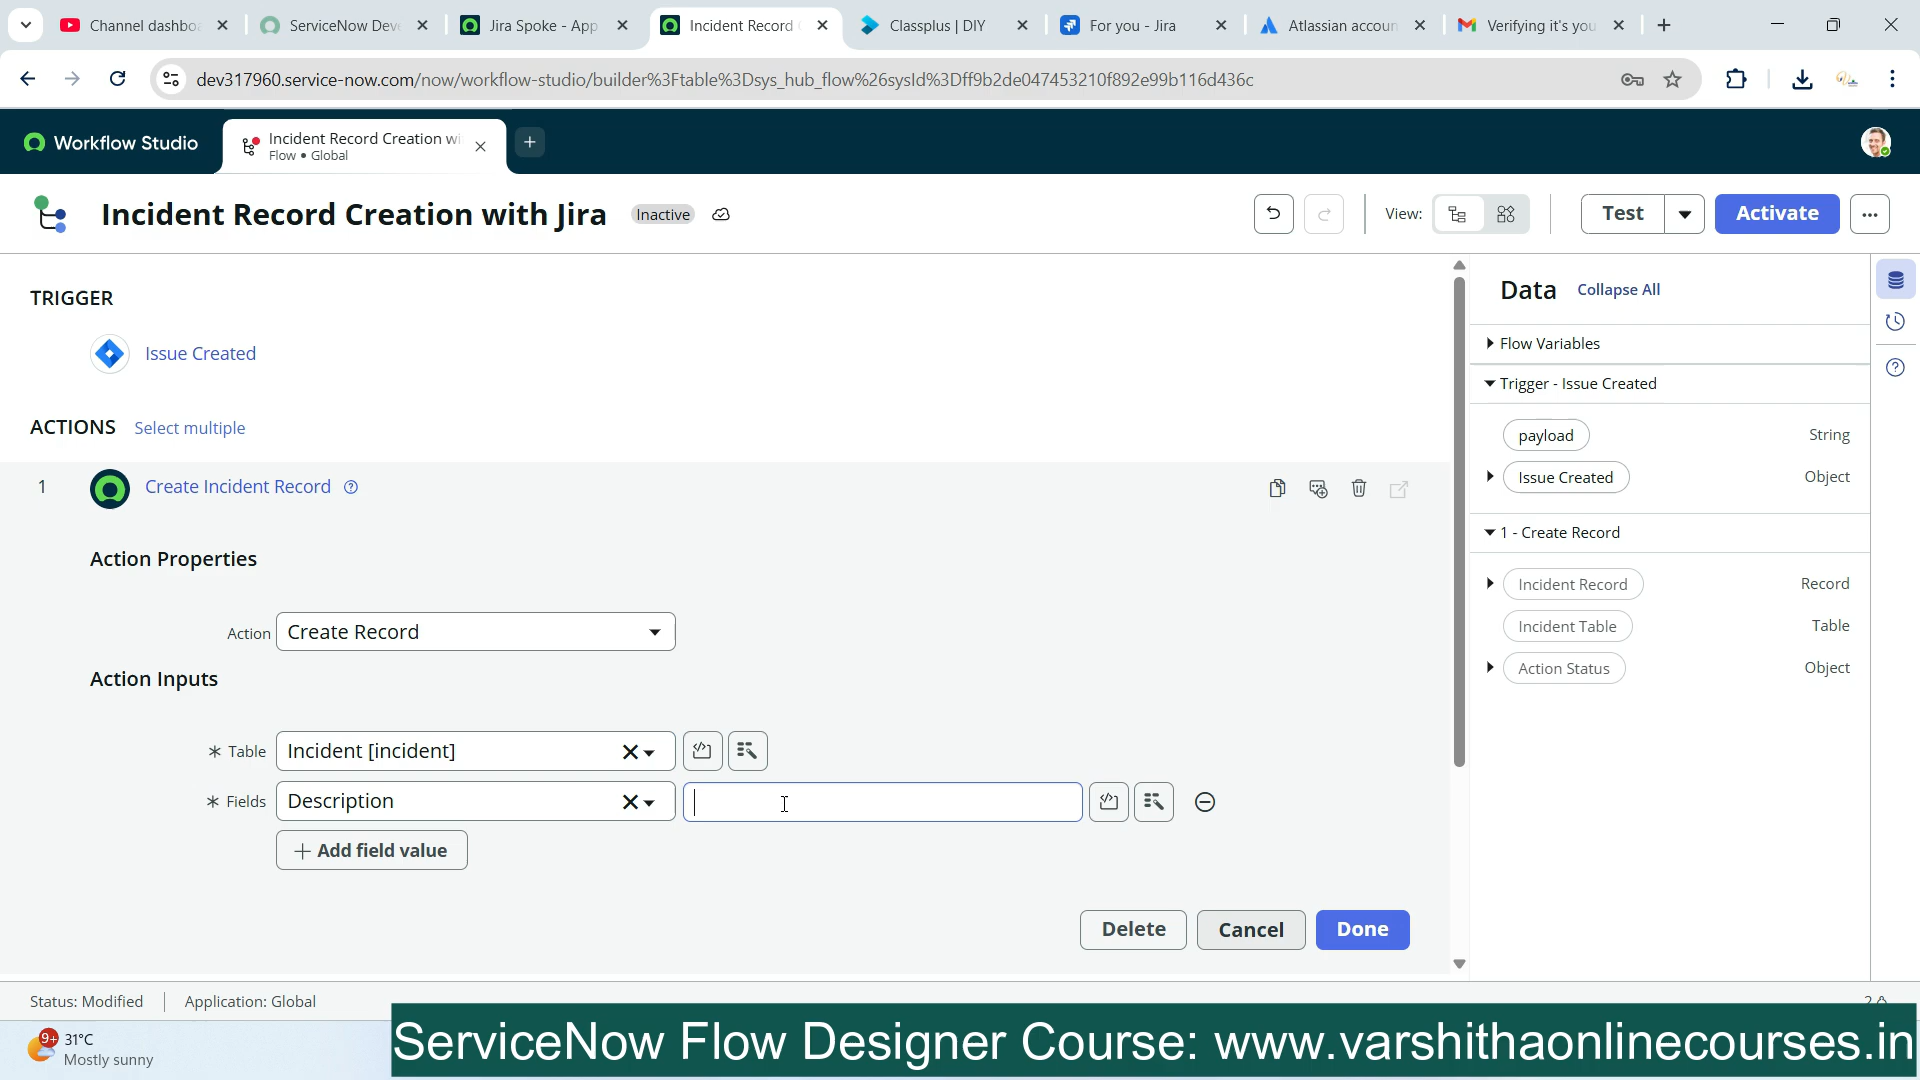 Channel dashbo
ServiceNow Deve
Jira Spoke - App
Incident Record C
Classplus | DIY
For you - Jira
Atlassian accoun
Verifying it's you
dev317960.service-now.com/now/workflow-studio/builder%3Ftable%3Dsys_hub_flow%26sysId%3Dff9b2de047453210f892e99b116d436c
Workflow Studio
Incident Record Creation wi
Flow • Global
Incident Record Creation with Jira
Inactive
View:
Test
Activate
TRIGGER
Issue Created
ACTIONS Select multiple
1 Create Incident Record
Action Properties
Action Create Record
Action Inputs
* Table Incident [incident]
* Fields Description
+ Add field value
Delete
Cancel
Done
Data Collapse All
Flow Variables
Trigger - Issue Created
payload String
Issue Created Object
1 - Create Record
Incident Record Record
Incident Table Table
Action Status Object
Status: Modified
Application: Global
9+
31°C
Mostly sunny
ServiceNow Flow Designer Course: www.varshithaonlinecourses.in